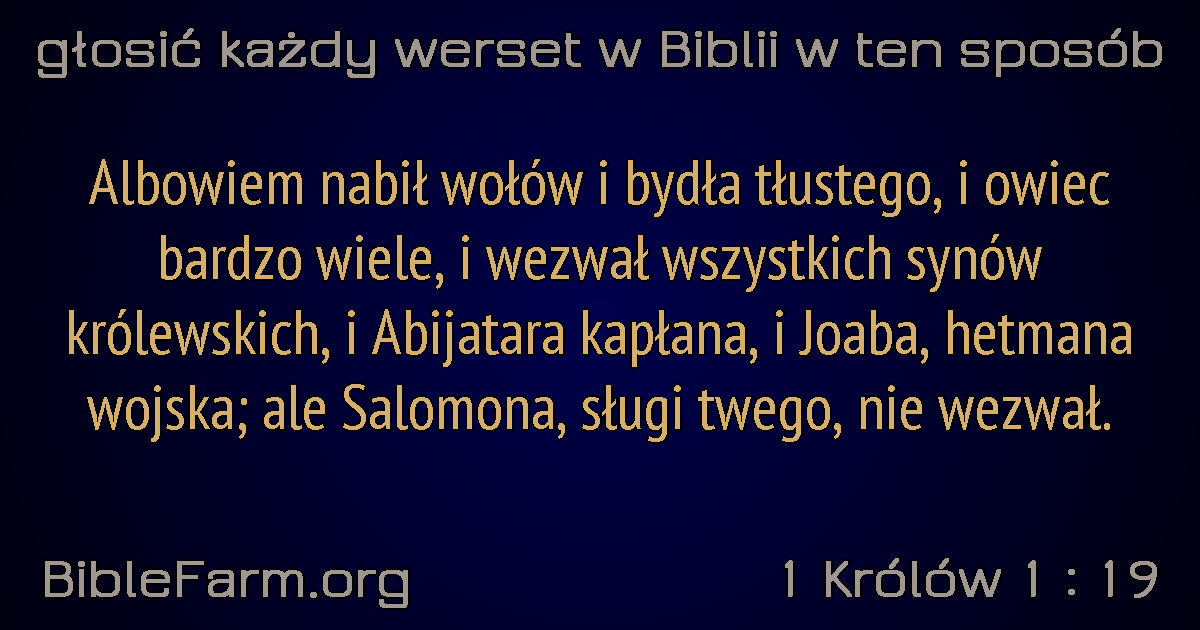 głosić każdy werset w Biblii w ten sposób
Albowiem nabił wołów i bydła tłustego, i owiec
bardzo wiele, i wezwał wszystkich synów
królewskich, i Abijatara kapłana, i Joaba, hetmana
wojska; ale Salomona, sługi twego, nie wezwał.
BibleFarm.org
1 Królów 1 : 19